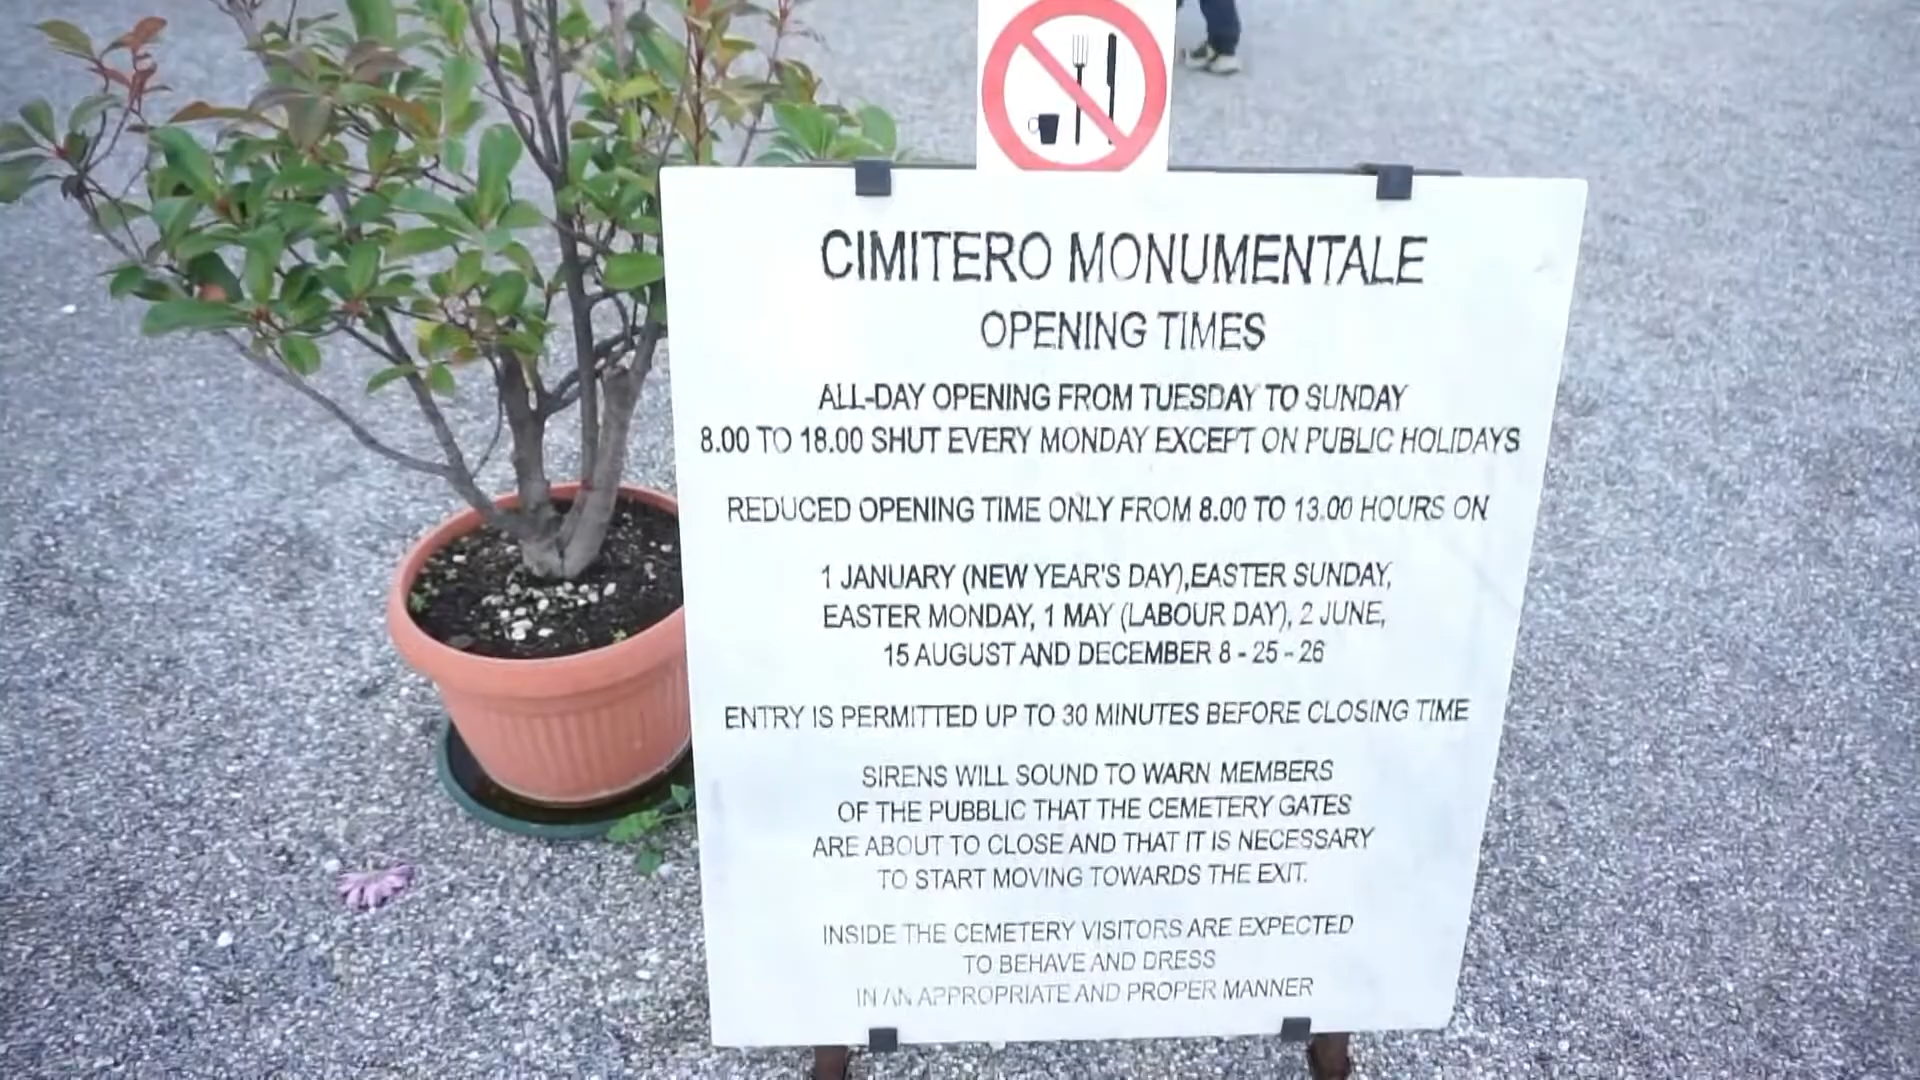 CIMITERO MONUMENTALE
OPENING TIMES
ALL-DAY OPENING FROM TUESDAY TO SUNDAY
8.00 TO 18.00 SHUT EVERY MONDAY EXCEPT ON PUBLIC HOLIDAYS
REDUCED OPENING TIME ONLY FROM 8.00 TO 13.00 HOURS ON
1 JANUARY (NEW YEAR'S DAY),EASTER SUNDAY,
EASTER MONDAY, 1 MAY (LABOUR DAY), 2 JUNE,
15 AUGUST AND DECEMBER 8 - 25 - 26
ENTRY IS PERMITTED UP TO 30 MINUTES BEFORE CLOSING TIME
SIRENS WILL SOUND TO WARN MEMBERS
OF THE PUBBLIC THAT THE CEMETERY GATES
ARE ABOUT TO CLOSE AND THAT IT IS NECESSARY
TO START MOVING TOWARDS THE EXIT.
INSIDE THE CEMETERY VISITORS ARE EXPECTED
TO BEHAVE AND DRESS
IN AN APPROPRIATE AND PROPER MANNER